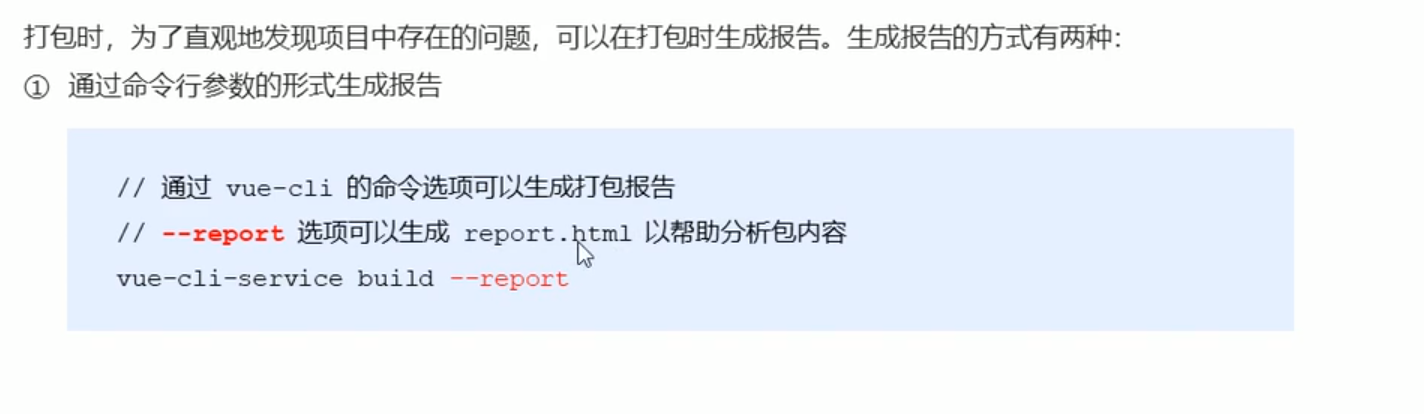 打包时，为了直观地发现项目中存在的问题，可以在打包时生成报告。生成报告的方式有两种：
① 通过命令行参数的形式生成报告
// 通过 vue-cli 的命令选项可以生成打包报告
// --report 选项可以生成 report.html 以帮助分析包内容
vue-cli-service build --report